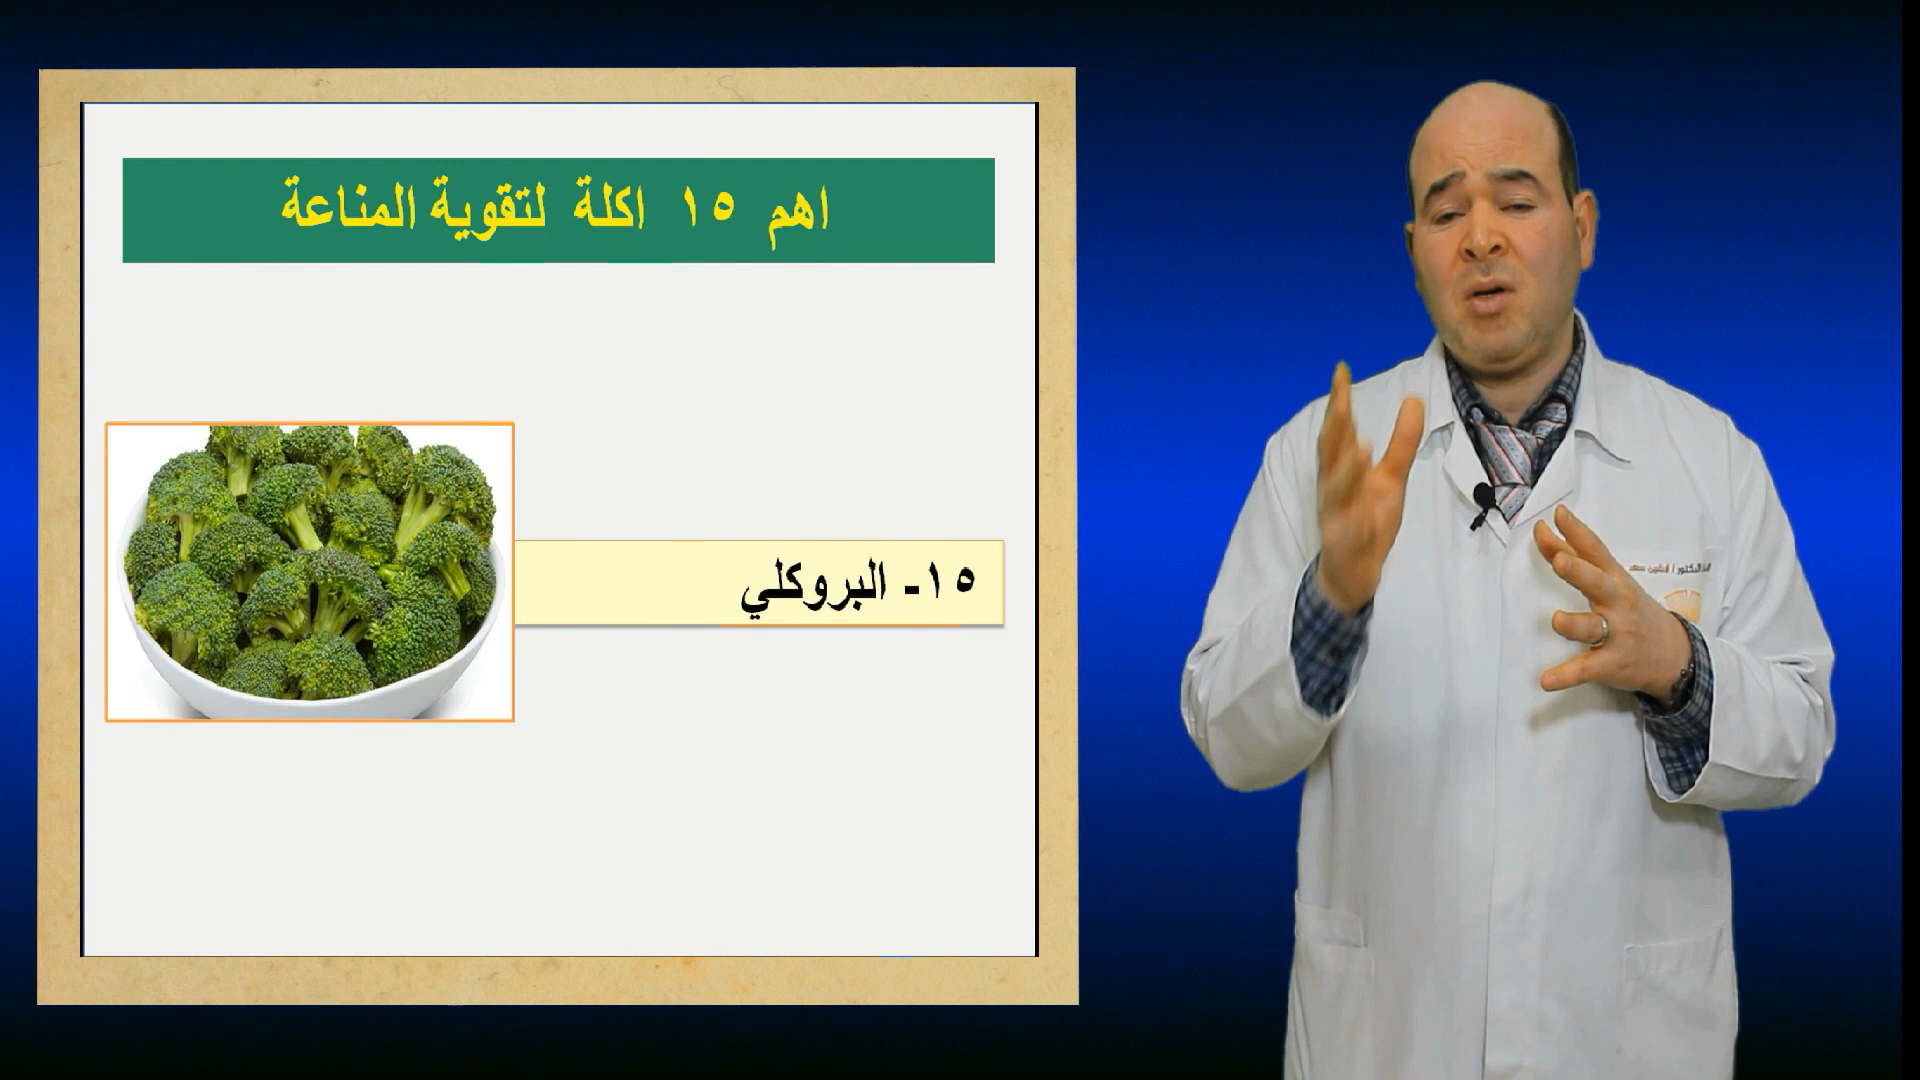 اهم ١٥ اكلة لتقوية المناعة
١٥- البروكلي